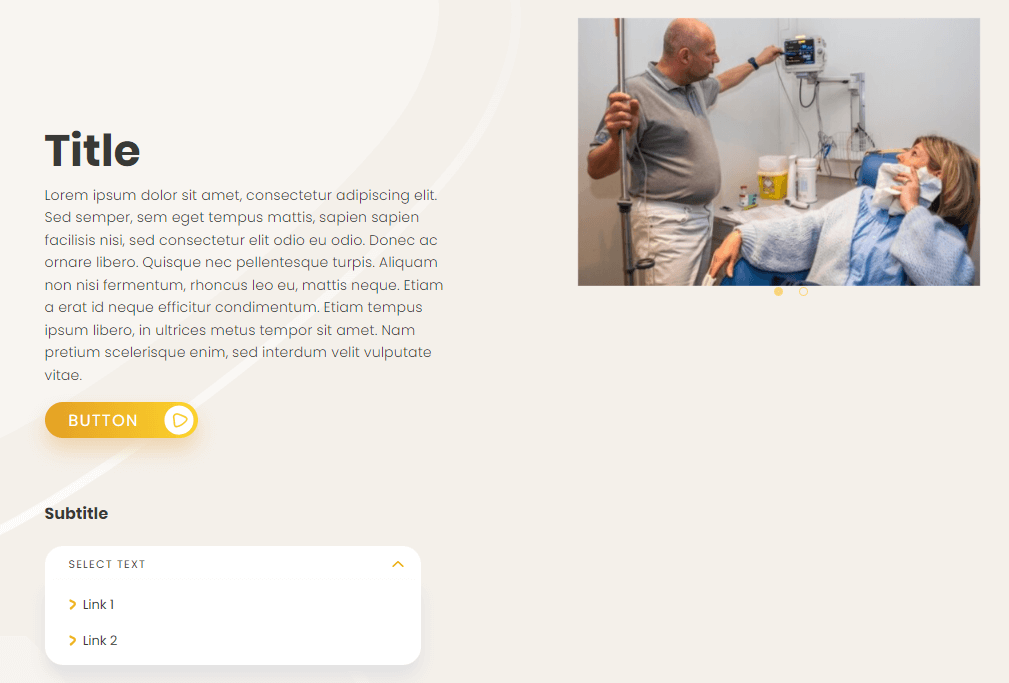 Title
Lorem ipsum dolor sit amet, consectetur adipiscing elit.
Sed semper, sem eget tempus mattis, sapien sapien
facilisis nisi, sed consectetur elit odio eu odio. Donec ac
ornare libero. Quisque nec pellentesque turpis. Aliquam
non nisi fermentum, rhoncus leo eu, mattis neque. Etiam
a erat id neque efficitur condimentum. Etiam tempus
ipsum libero, in ultrices metus tempor sit amet. Nam
pretium scelerisque enim, sed interdum velit vulputate
vitae.
BUTTON
Subtitle
SELECT TEXT
Link 1
Link 2